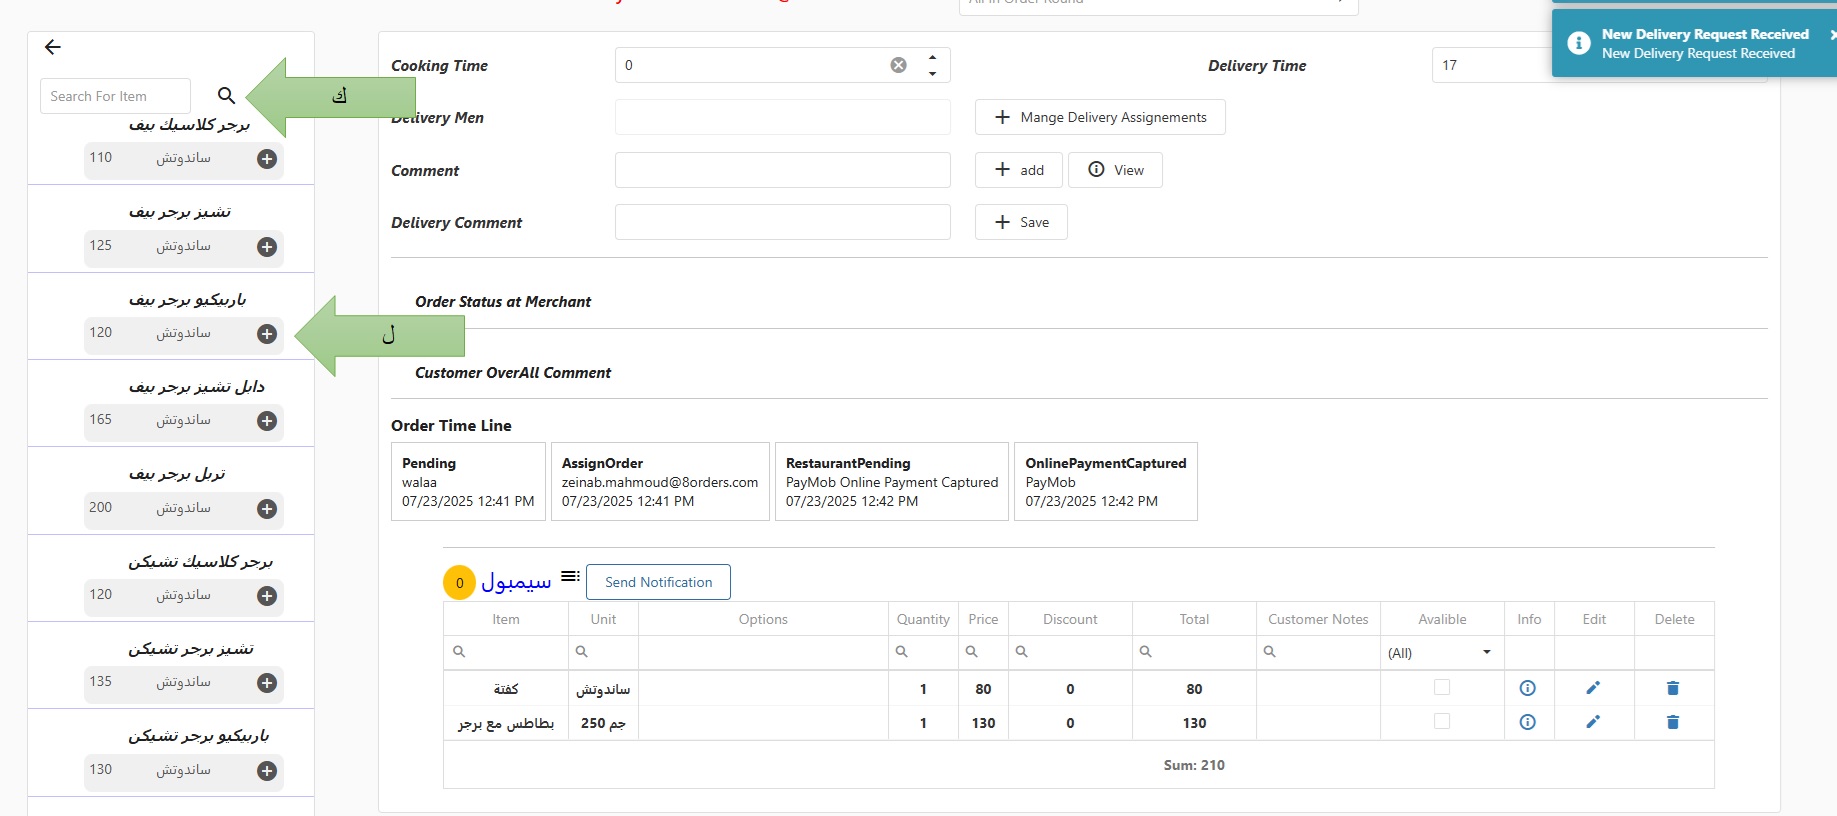 New Delivery Request Received
New Delivery Request Received
Search For Item
ك
برجر كلاسيك بيف
110 ساندوتش
تشيز برجر بيف
125 ساندوتش
باربيكيو برجر بيف
120 ساندوتش
ل
دابل تشيز برجر بيف
165 ساندوتش
تربل برجر بيف
200 ساندوتش
برجر كلاسيك تشيكن
120 ساندوتش
تشيز برجر تشيكن
135 ساندوتش
باربيكيو برجر تشيكن
130 ساندوتش
Cooking Time 0 Delivery Time 17
Delivery Men Mange Delivery Assignements
Comment add View
Delivery Comment Save
Order Status at Merchant
Customer OverAll Comment
Order Time Line
Pending
walaa
07/23/2025 12:41 PM
AssignOrder
zeinab.mahmoud@8orders.com
07/23/2025 12:41 PM
RestaurantPending
PayMob Online Payment Captured
07/23/2025 12:42 PM
OnlinePaymentCaptured
PayMob
07/23/2025 12:42 PM
0 سيمبول Send Notification
Item Unit Options Quantity Price Discount Total Customer Notes Avalible Info Edit Delete
(All)
كفتة ساندوتش 1 80 0 80
بطاطس مع برجر 250 جم 1 130 0 130
Sum: 210